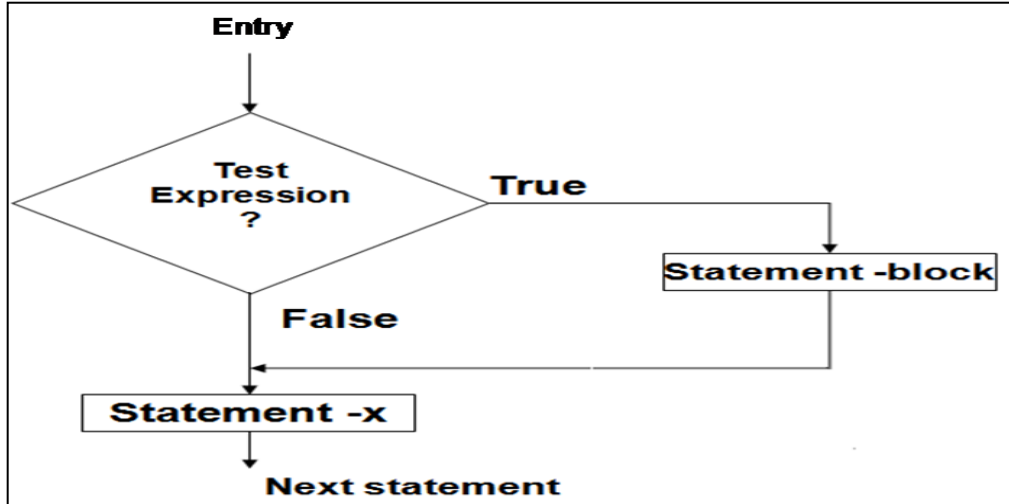 Entry
Test
Expression
?
True
Statement -block
False
Statement -x
Next statement